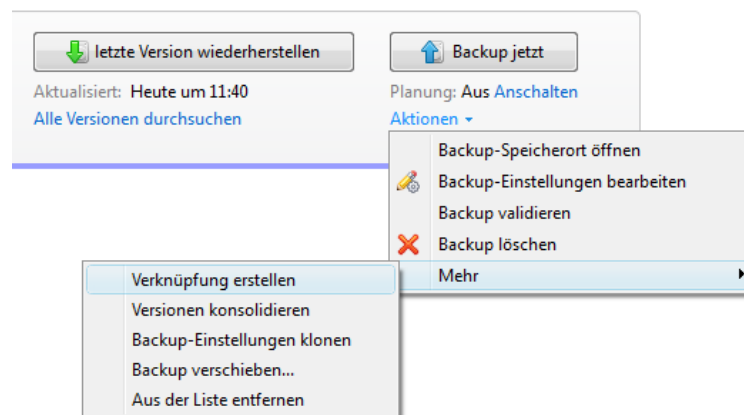 letzte Version wiederherstellen
Backup jetzt
Aktualisiert: Heute um 11:40
Planung: Aus Anschalten
Alle Versionen durchsuchen
Aktionen
Backup-Speicherort öffnen
Backup-Einstellungen bearbeiten
Backup validieren
Backup löschen
Mehr
Verknüpfung erstellen
Versionen konsolidieren
Backup-Einstellungen klonen
Backup verschieben...
Aus der Liste entfernen